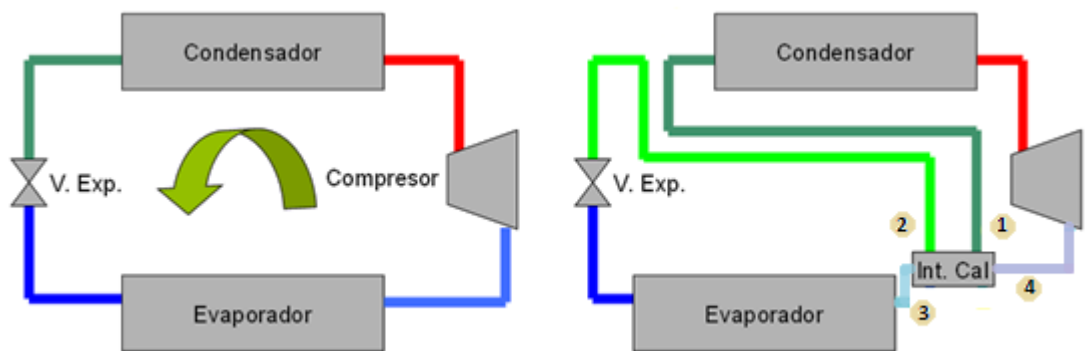 Condensador
V. Exp.
Compresor
Evaporador
Condensador
V. Exp.
2
1
Int. Cal
4
3
Evaporador